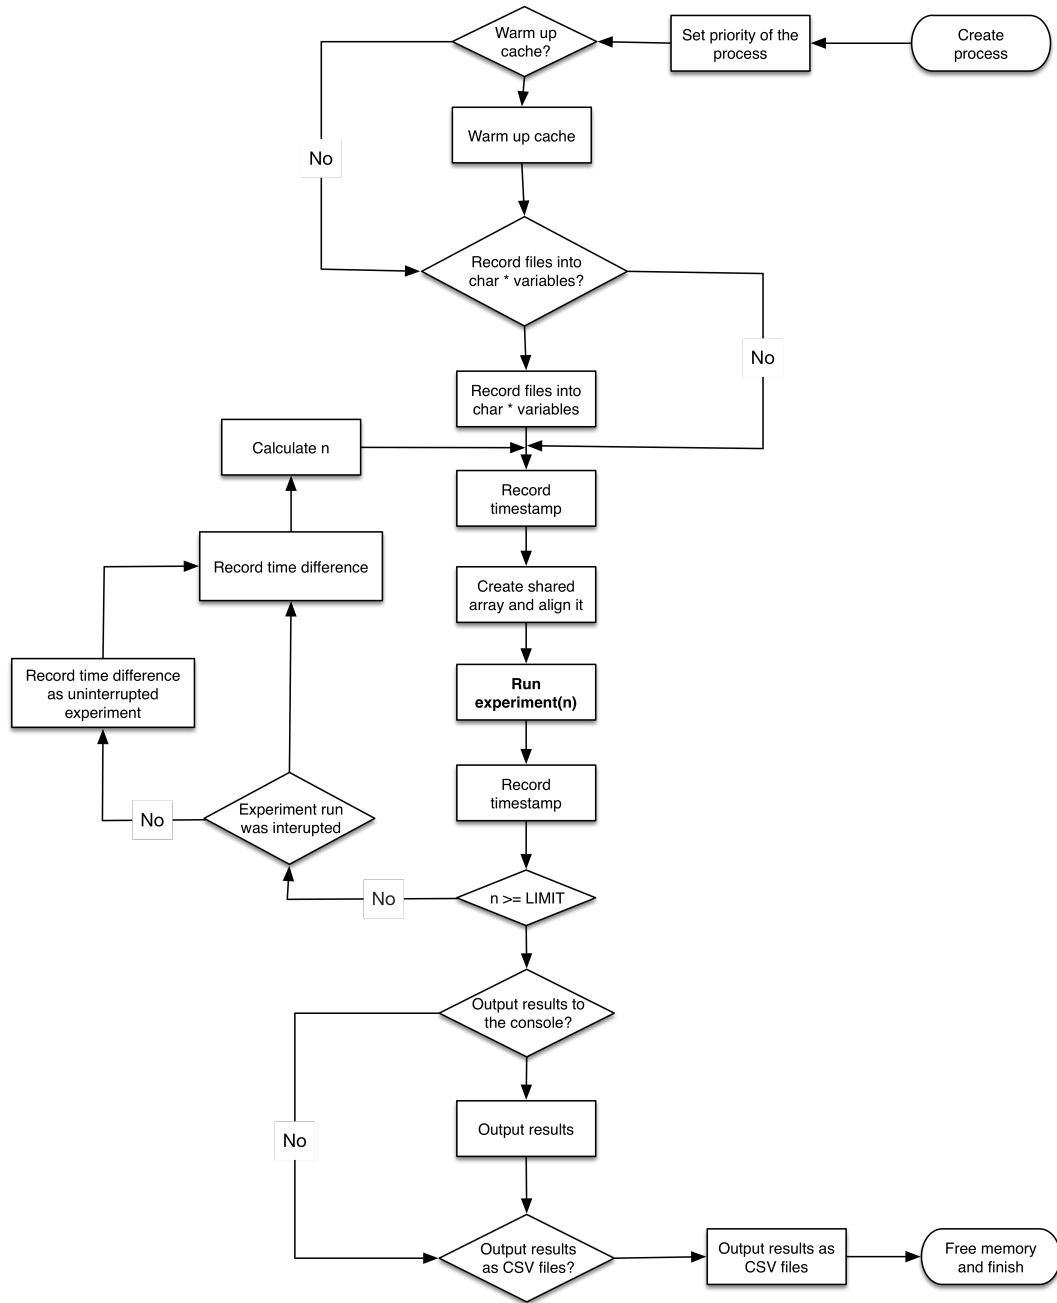 Create
process
Set priority of the
process
Warm up
cache?
No
Warm up cache
Record files into
char * variables?
No
Record files into
char * variables
Calculate n
Record
timestamp
Record time difference
Create shared
array and align it
Record time difference
as uninterrupted
experiment
Run
experiment(n)
Record
timestamp
Experiment run
was interupted
No
n >= LIMIT
No
Output results to
the console?
No
Output results
Output results
as CSV files?
Output results as
CSV files
Free memory
and finish